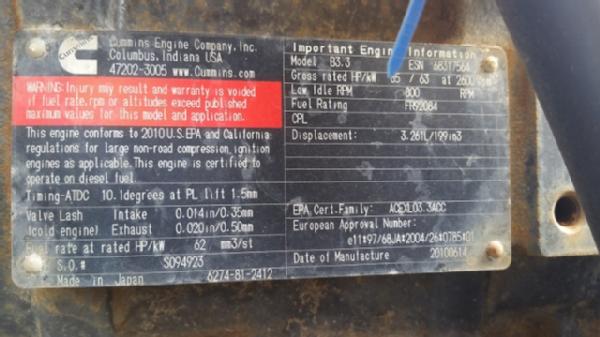 Cummins
Cummins Engine Company, Inc.
Columbus, Indiana USA
47202-3005 www.Cummins.com
WARNING: Injury may result and warranty is voided
if fuel rate, rpm or altitudes exceed published
maximum values for this model and application.
This engine conforms to 2010 U.S.EPA and California
regulations for large non-road compression ignition
engines as applicable. This engine is certified to
operate on diesel fuel.
Timing-ATDC 10.1degrees at PL lift 1.5mm
Valve Lash Intake 0.014in/0.35mm
(cold engine) Exhaust 0.020in/0.50mm
Fuel rate at rated HP/kW 62 mm3/st
S.O.# SO94923
Made in Japan 6274-81-2412
Important Engine Information
Model B3.3 ESN 68317564
Gross rated HP/kW 85 / 63 at 2600 rpm
Low Idle RPM 800 RPM
Fuel Rating FR92084
CPL
Displacement: 3.261L/199in3
EPA Cert.Family: ACEXL03.3ACC
European Approval Number:
e11*97/68JA*2004/26*0785*01
Date of Manufacture 20100614